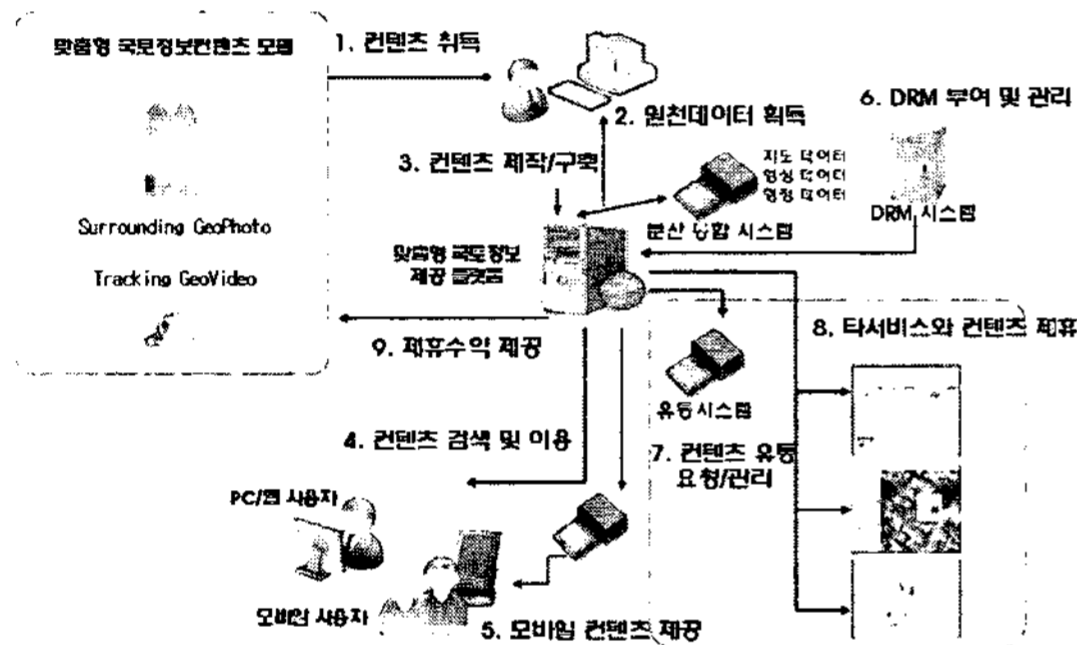 맞춤형 국토정보컨텐츠 모델
Surrounding GeoPhoto
Tracking GeoVideo
1. 컨텐츠 취득
2. 원천데이터 획득
3. 컨텐츠 제작/구축
지도 데이터
영상 데이터
행정 데이터
분산 통합 시스템
6. DRM 부여 및 관리
DRM 시스템
맞춤형 국토정보
제공 플랫폼
9. 제휴수약 제공
8. 타서비스와 컨텐츠 제휴
유통시스템
7. 컨텐츠 유통
요청/관리
4. 컨텐츠 검색 및 이용
PC/웹 사용자
모바일 사용자
5. 모바일 컨텐츠 제공